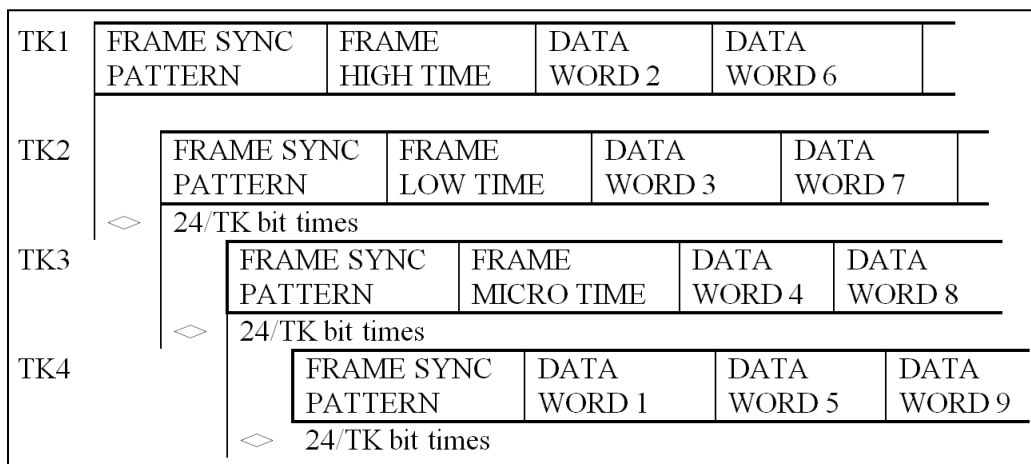 TK1 FRAME SYNC FRAME DATA DATA
PATTERN HIGH TIME WORD 2 WORD 6
TK2 FRAME SYNC FRAME DATA DATA
PATTERN LOW TIME WORD 3 WORD 7
24/TK bit times
TK3 FRAME SYNC FRAME DATA DATA
PATTERN MICRO TIME WORD 4 WORD 8
24/TK bit times
TK4 FRAME SYNC DATA DATA DATA
PATTERN WORD 1 WORD 5 WORD 9
24/TK bit times